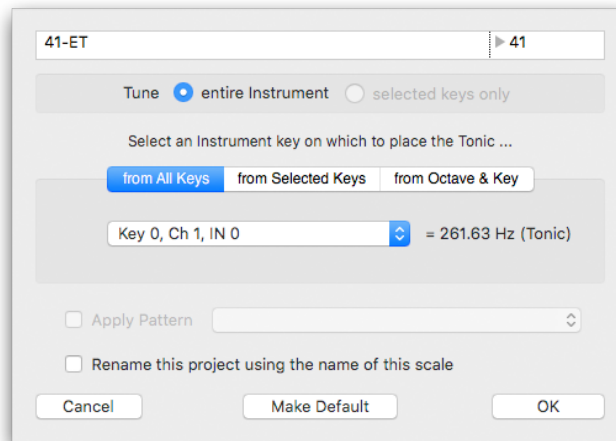 41-ET 41
Tune entire Instrument selected keys only
Select an Instrument key on which to place the Tonic ...
from All Keys from Selected Keys from Octave & Key
Key 0, Ch 1, IN 0 = 261.63 Hz (Tonic)
Apply Pattern
Rename this project using the name of this scale
Cancel Make Default OK